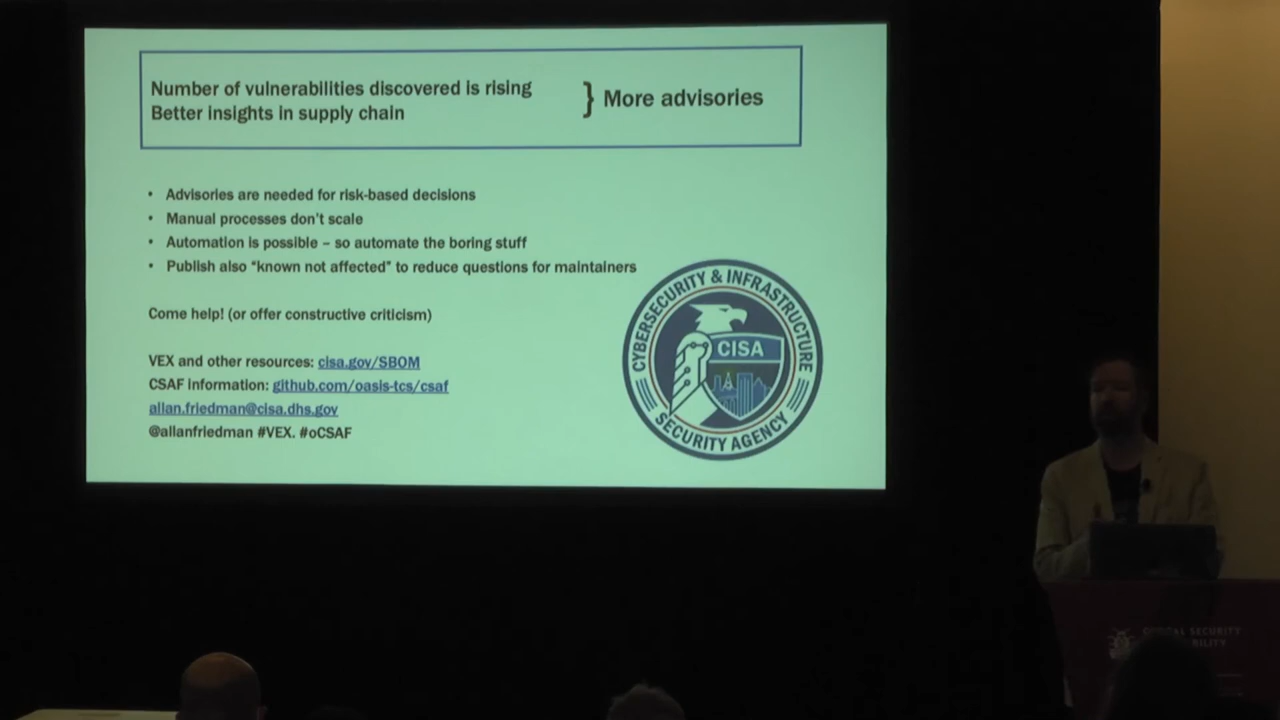 Number of vulnerabilities discovered is rising
Better insights in supply chain
} More advisories
• Advisories are needed for risk-based decisions
• Manual processes don't scale
• Automation is possible – so automate the boring stuff
• Publish also "known not affected" to reduce questions for maintainers
Come help! (or offer constructive criticism)
VEX and other resources: cisa.gov/SBOM
CSAF information: github.com/oasis-tcs/csaf
allan.friedman@cisa.dhs.gov
@allanfriedman #VEX. #oCSAF
CYBERSECURITY & INFRASTRUCTURE
CISA
SECURITY AGENCY
SECURITY